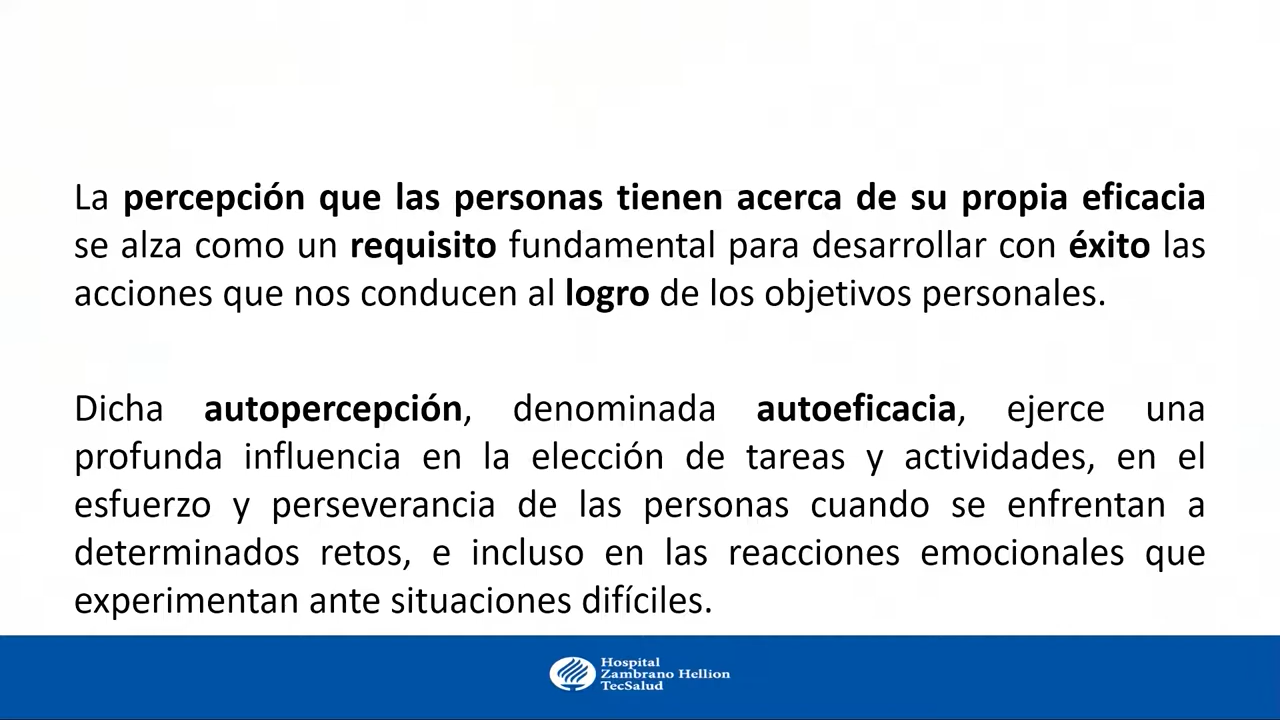 La percepción que las personas tienen acerca de su propia eficacia
se alza como un requisito fundamental para desarrollar con éxito las
acciones que nos conducen al logro de los objetivos personales.
Dicha autopercepción, denominada autoeficacia, ejerce una
profunda influencia en la elección de tareas y actividades, en el
esfuerzo y perseverancia de las personas cuando se enfrentan a
determinados retos, e incluso en las reacciones emocionales que
experimentan ante situaciones difíciles.
Hospital
Zambrano Hellion
TecSalud